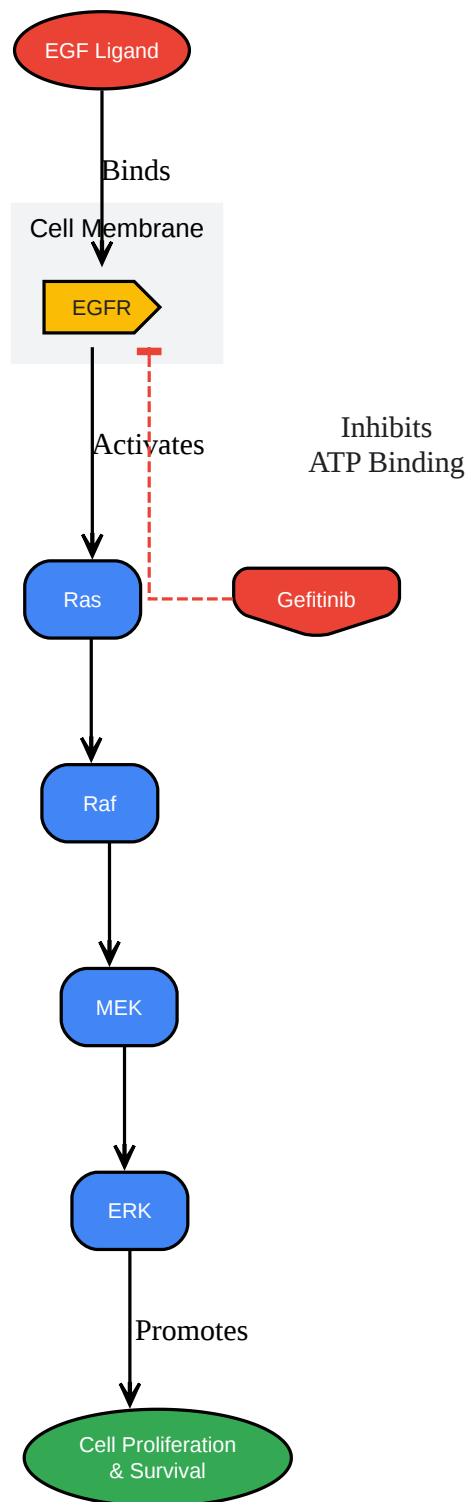 EGF Ligand
Binds
Cell Membrane
EGFR
Activates
Inhibits
ATP Binding
Ras
Gefitinib
Raf
MEK
ERK
Promotes
Cell Proliferation
& Survival